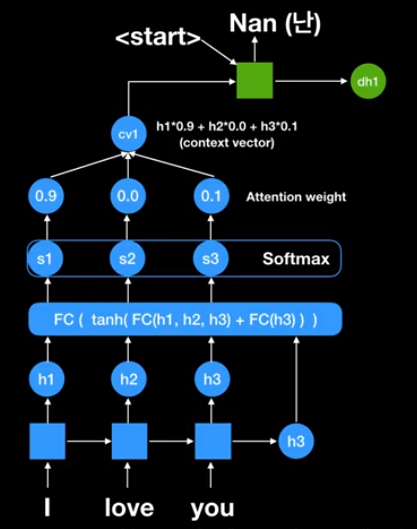 Nan (난)
<start>
dh1
cv1
h1*0.9 + h2*0.0 + h3*0.1
(context vector)
0.9 0.0 0.1 Attention weight
s1 s2 s3 Softmax
FC ( tanh( FC(h1, h2, h3) + FC(h3) ) )
h1 h2 h3
h3
I love you